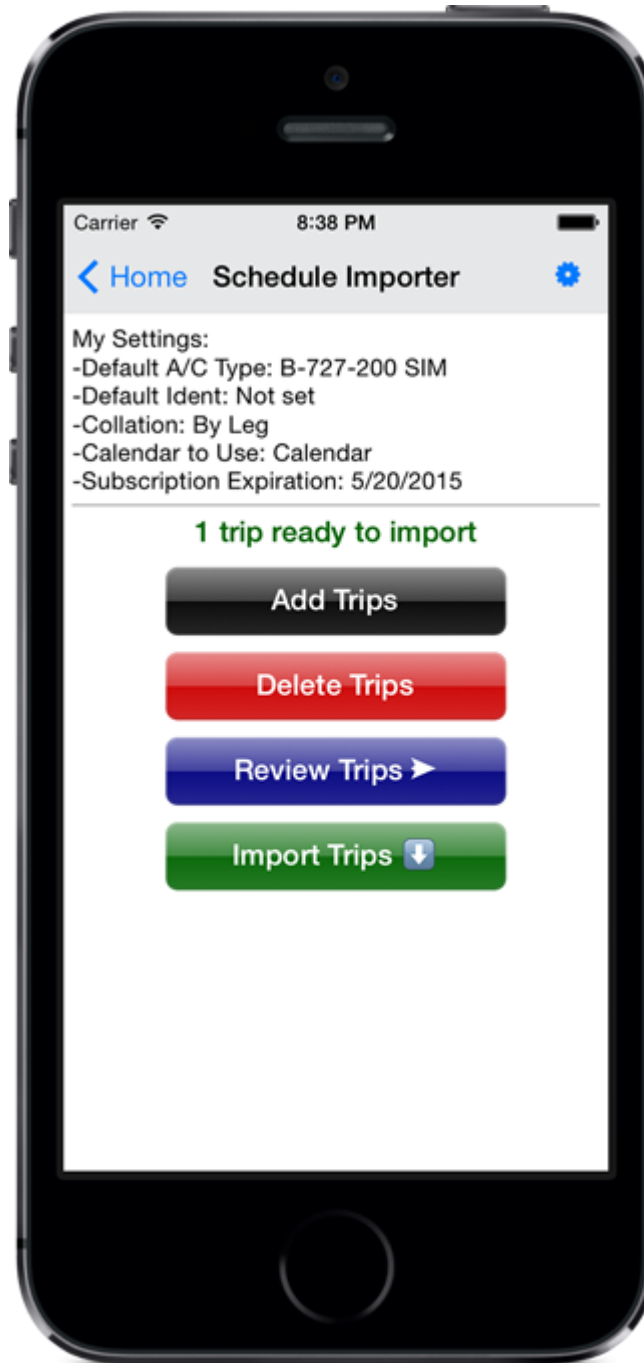 Carrier 8:38 PM
Home Schedule Importer
My Settings:
-Default A/C Type: B-727-200 SIM
-Default Ident: Not set
-Collation: By Leg
-Calendar to Use: Calendar
-Subscription Expiration: 5/20/2015
1 trip ready to import
Add Trips
Delete Trips
Review Trips ➤
Import Trips ⬇